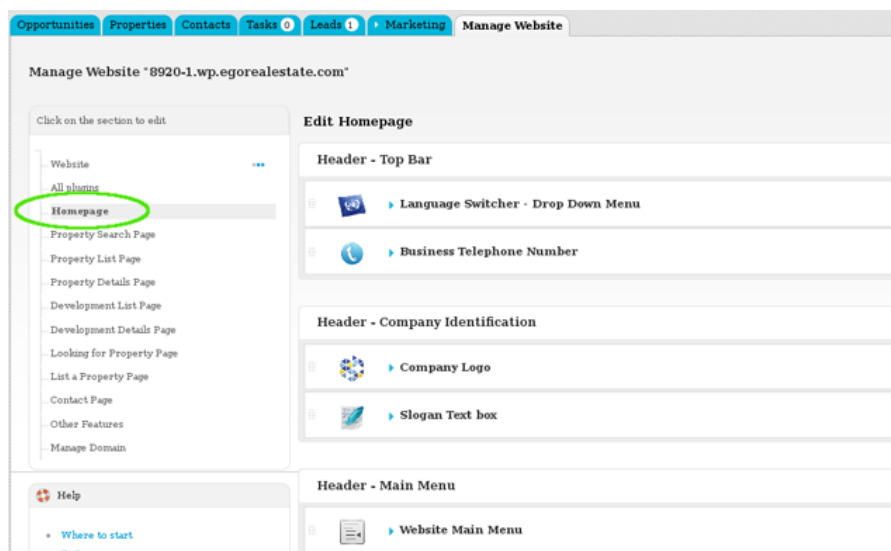 Opportunities Properties Contacts Tasks 0 Leads 1 Marketing Manage Website
Manage Website "8920-1.wp.egorealestate.com"
Click on the section to edit
Website
All plugins
Homepage
Property Search Page
Property List Page
Property Details Page
Development List Page
Development Details Page
Looking for Property Page
List a Property Page
Contact Page
Other Features
Manage Domain
Help
Where to start
Edit Homepage
Header - Top Bar
Language Switcher - Drop Down Menu
Business Telephone Number
Header - Company Identification
Company Logo
Slogan Text box
Header - Main Menu
Website Main Menu